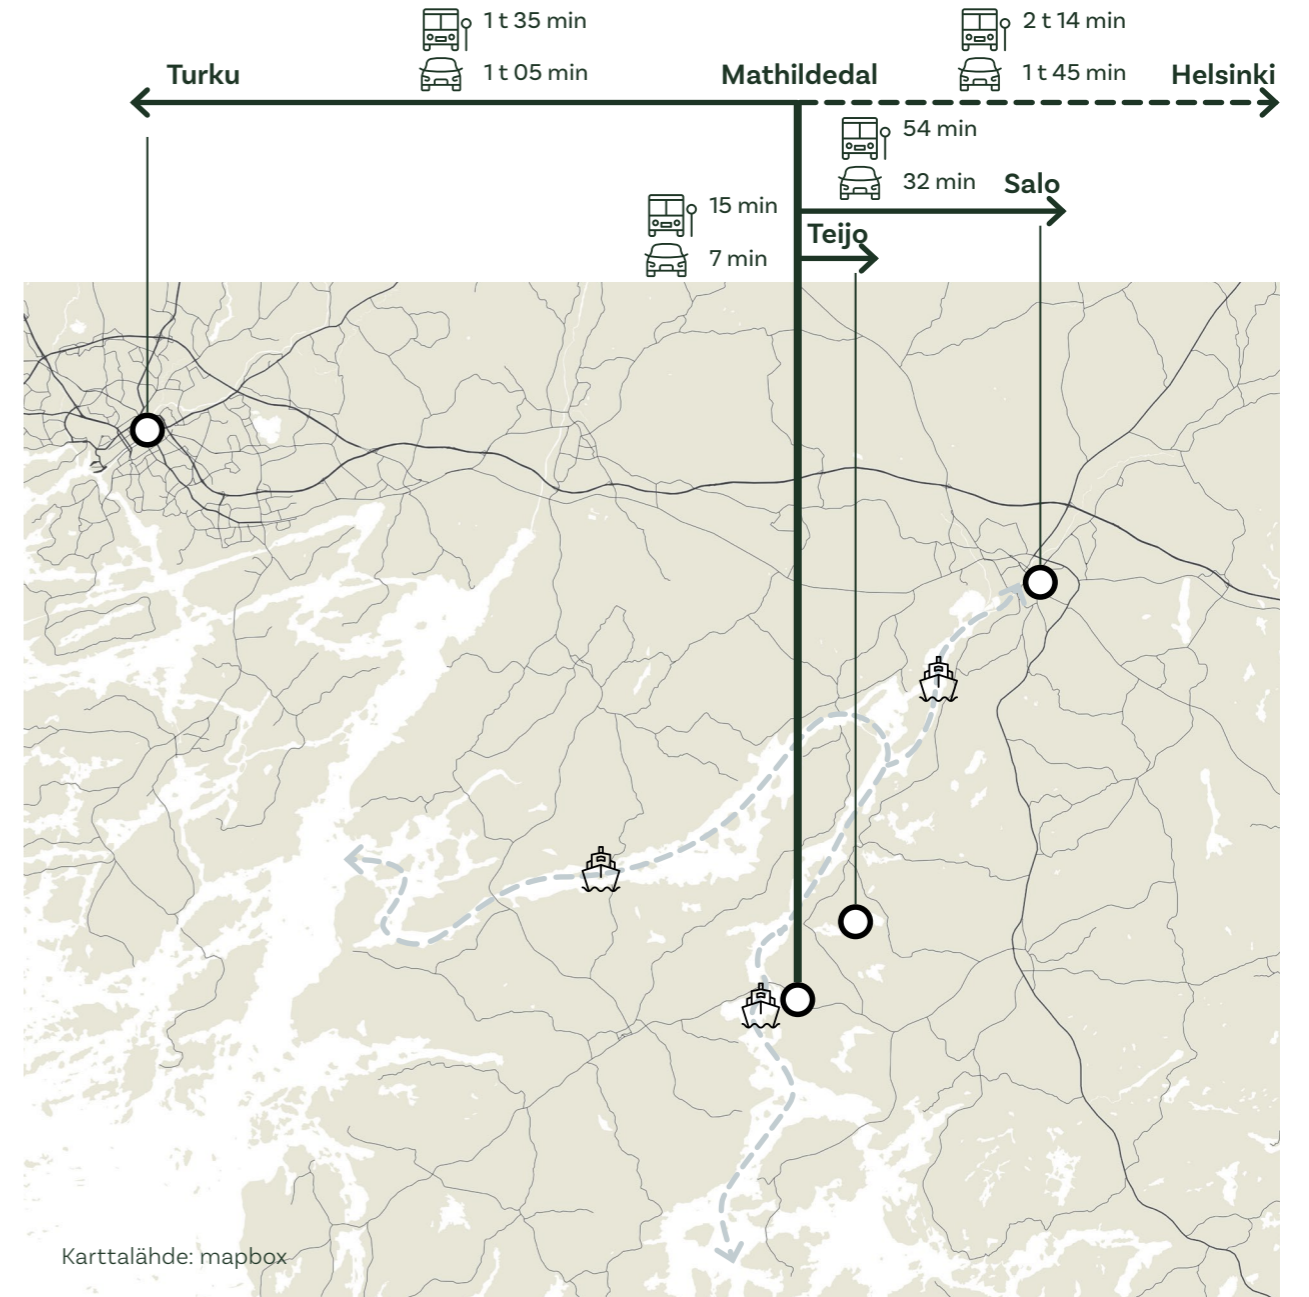 1 t 35 min
2 t 14 min
Turku
1 t 05 min
Mathildedal
1 t 45 min
Helsinki
54 min
32 min
Salo
15 min
Teijo
7 min
Karttalähde: mapbox